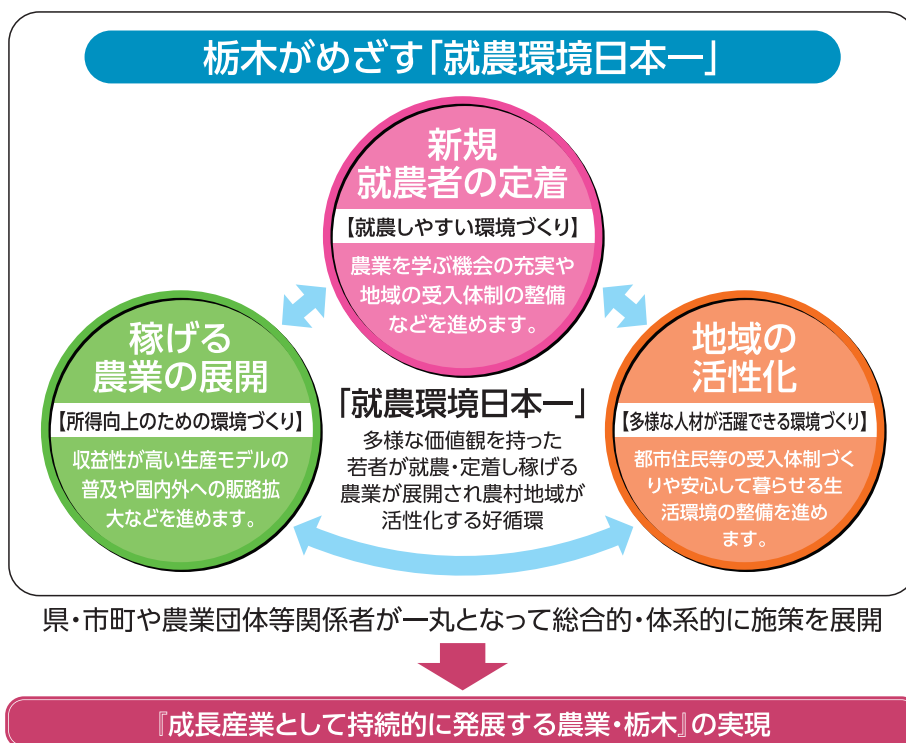 栃木がめざす「就農環境日本一」
新規
就農者の定着
【就農しやすい環境づくり】
農業を学ぶ機会の充実や
地域の受入体制の整備
などを進めます。
稼げる
農業の展開
【所得向上のための環境づくり】
収益性が高い生産モデルの
普及や国内外への販路拡
大などを進めます。
地域の
活性化
【多様な人材が活躍できる環境づくり】
都市住民等の受入体制づく
りや安心して暮らせる生
活環境の整備を進め
ます。
「就農環境日本一」
多様な価値観を持った
若者が就農・定着し稼げる
農業が展開され農村地域が
活性化する好循環
県・市町や農業団体等関係者が一丸となって総合的・体系的に施策を展開
『成長産業として持続的に発展する農業・栃木』の実現